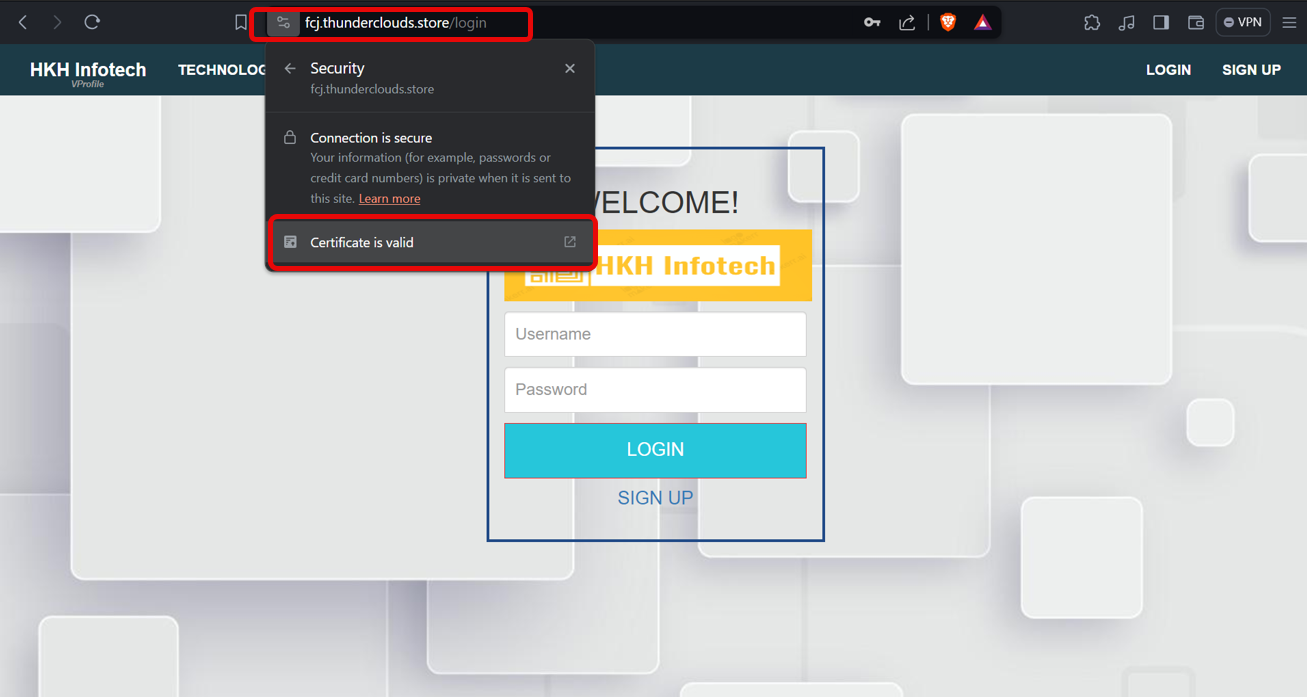 fcj.thunderclouds.store/login
VPN
HKH Infotech
VProfile
TECHNOLOG
LOGIN
SIGN UP
Security
fcj.thunderclouds.store
Connection is secure
Your information (for example, passwords or
credit card numbers) is private when it is sent to
this site. Learn more
Certificate is valid
ELCOME!
HKH Infotech
Username
Password
LOGIN
SIGN UP